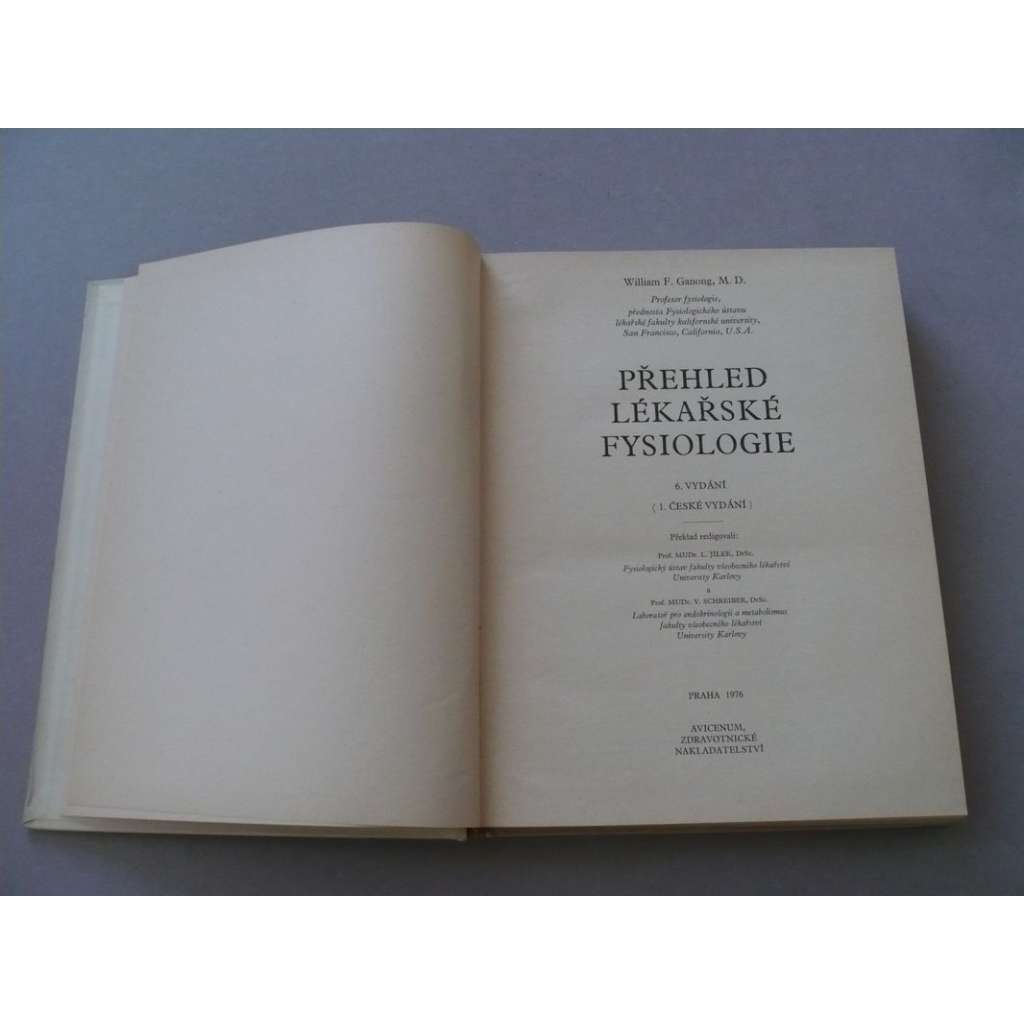 William F. Ganong, M. D.
Profesor fysiologie,
přednosta Fysiologického ústavu
lékařské fakulty kalifornské university,
San Francisco, California, U.S.A.
PŘEHLED
LÉKAŘSKÉ
FYSIOLOGIE
6. VYDÁNÍ
( 1. ČESKÉ VYDÁNÍ )
Překlad redigovali:
Prof. MUDr. L. JÍLEK, DrSc.
Fysiologický ústav fakulty všeobecného lékařství
University Karlovy
a
Prof. MUDr. V. SCHREIBER, DrSc.
Laboratoř pro endokrinologii a metabolismus
fakulty všeobecného lékařství
University Karlovy
PRAHA 1976
AVICENUM,
ZDRAVOTNICKÉ
NAKLADATELSTVÍ